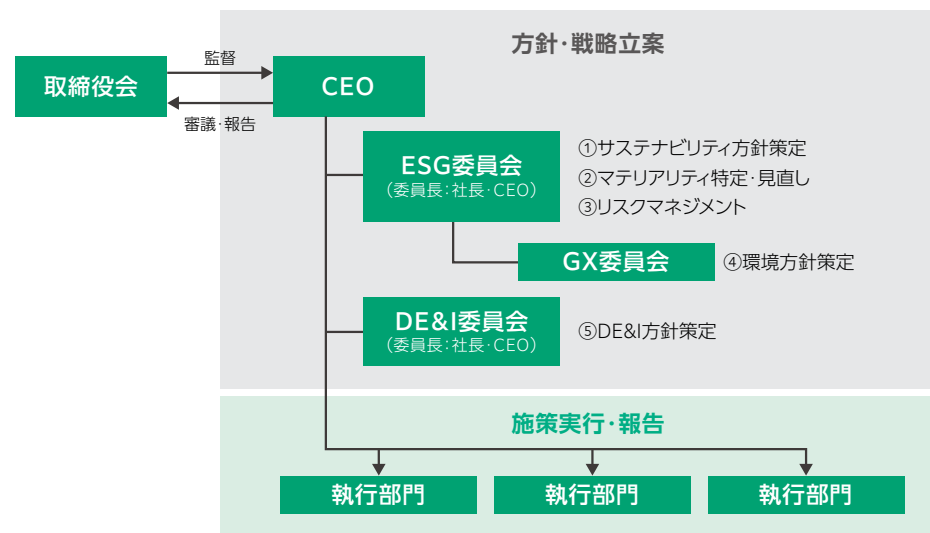 方針・戦略立案
監督
取締役会
CEO
審議・報告
ESG委員会
（委員長：社長・CEO）
①サステナビリティ方針策定
②マテリアリティ特定・見直し
③リスクマネジメント
GX委員会
④環境方針策定
DE&I委員会
（委員長：社長・CEO）
⑤DE&I方針策定
施策実行・報告
執行部門
執行部門
執行部門